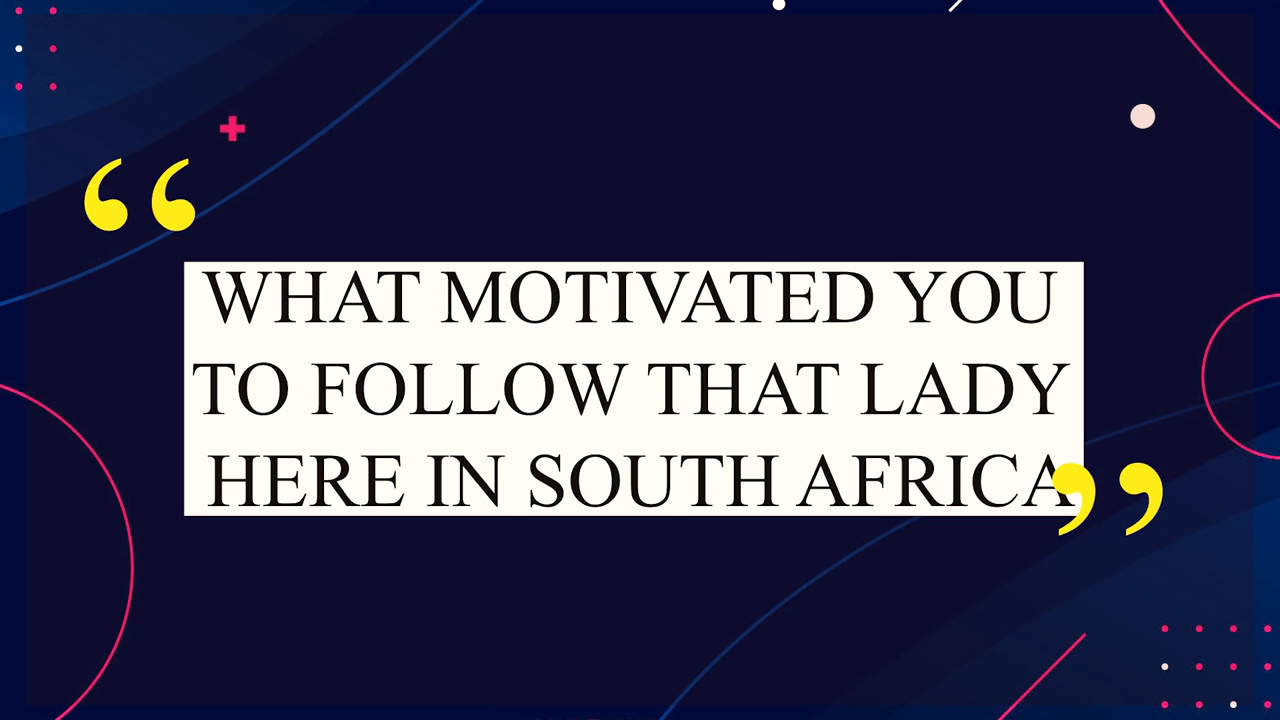 “
WHAT MOTIVATED YOU
TO FOLLOW THAT LADY
HERE IN SOUTH AFRICA
”